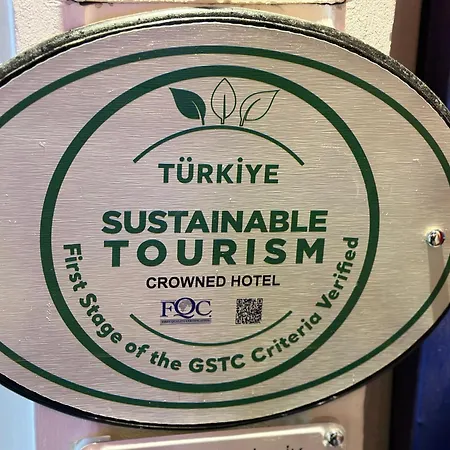 TÜRKİYE
SUSTAINABLE
TOURISM
CROWNED HOTEL
FQC
First Stage of the GSTC Criteria Verified